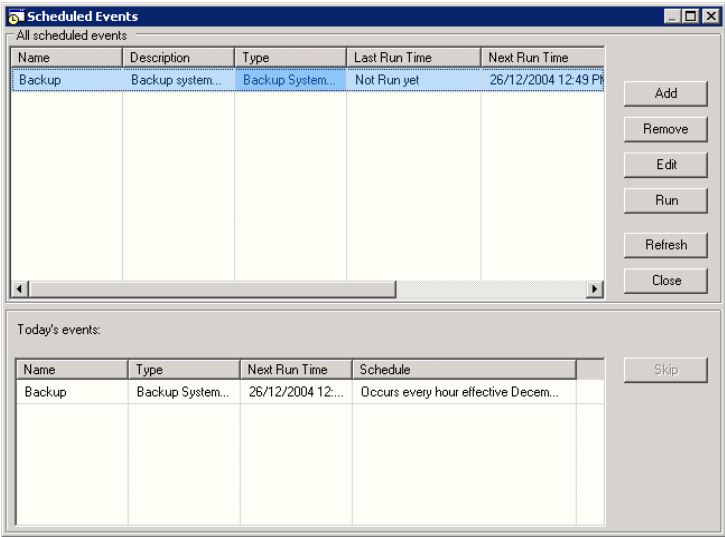 Scheduled Events
All scheduled events
Name Description Type Last Run Time Next Run Time
Backup Backup system... Backup System... Not Run yet 26/12/2004 12:49 PM
Add
Remove
Edit
Run
Refresh
Close
Today's events:
Name Type Next Run Time Schedule
Backup Backup System... 26/12/2004 12:... Occurs every hour effective Decem...
Skip